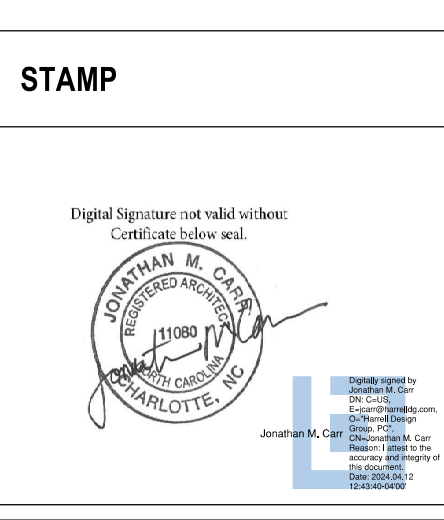 STAMP
Digital Signature not valid without
Certificate below seal.
JONATHAN M. CARR
REGISTERED ARCHITECT
11080
NORTH CAROLINA
CHARLOTTE, NC
Jonathan M. Carr
Digitally signed by
Jonathan M. Carr
DN: C=US,
E=jcarr@harrelldg.com,
O="Harrell Design
Group, PC",
CN=Jonathan M. Carr
Reason: I attest to the
accuracy and integrity of
this document.
Date: 2024.04.12
12:43:40-04'00'